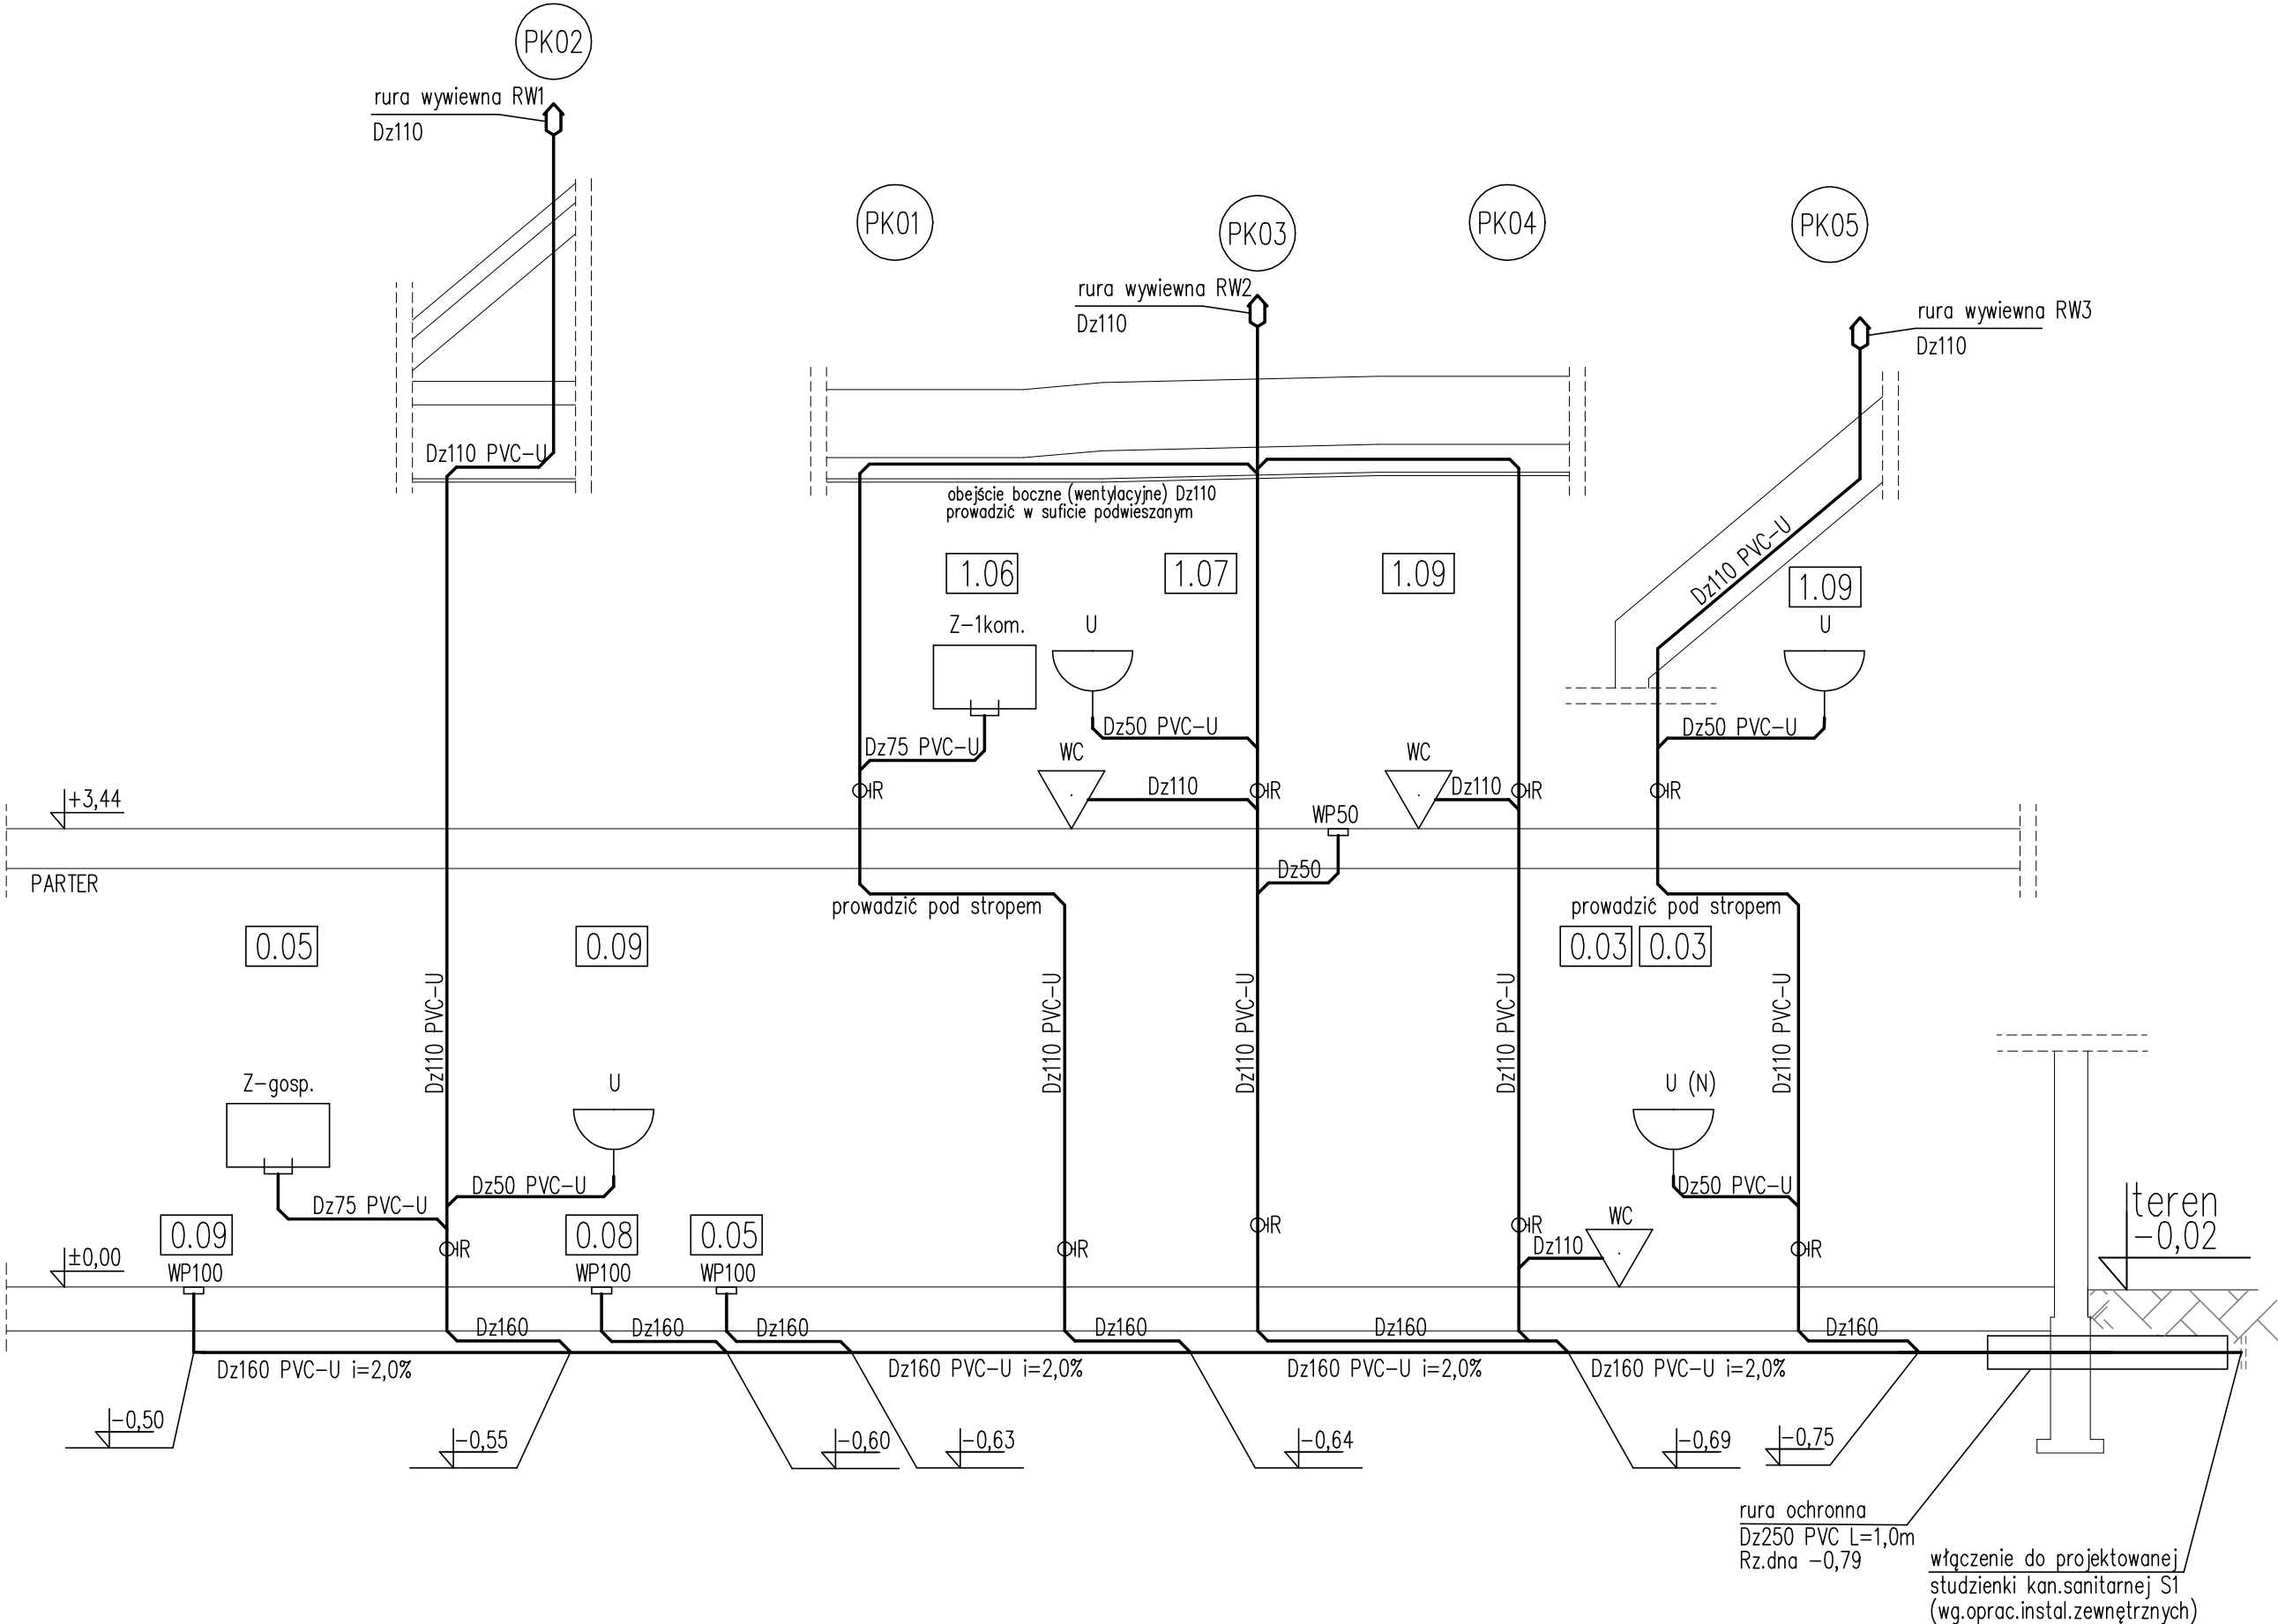 PK02
rura wywiewna RW1
Dz110
PK01
PK03
PK04
PK05
rura wywiewna RW2
Dz110
rura wywiewna RW3
Dz110
Dz110 PVC-U
obejście boczne (wentylacyjne) Dz110
prowadzić w suficie podwieszanym
Dz110 PVC-U
1.06
1.07
1.09
1.09
Z-1kom.
U
U
Dz75 PVC-U
Dz50 PVC-U
Dz50 PVC-U
WC
WC
Dz110
Dz110
IR
IR
IR
IR
+3,44
WP50
Dz50
PARTER
prowadzić pod stropem
prowadzić pod stropem
0.05
0.09
0.03
0.03
Dz110 PVC-U
Dz110 PVC-U
Dz110 PVC-U
Dz110 PVC-U
Dz110 PVC-U
Z-gosp.
U
U (N)
Dz75 PVC-U
Dz50 PVC-U
Dz50 PVC-U
teren
-0,02
0.09
0.08
0.05
IR
IR
IR
IR
IR
WC
Dz110
±0,00
WP100
WP100
WP100
Dz160
Dz160
Dz160
Dz160
Dz160
Dz160
Dz160 PVC-U i=2,0%
Dz160 PVC-U i=2,0%
Dz160 PVC-U i=2,0%
Dz160 PVC-U i=2,0%
-0,50
-0,55
-0,60
-0,63
-0,64
-0,69
-0,75
rura ochronna
Dz250 PVC L=1,0m
Rz.dna -0,79
włączenie do projektowanej
studzienki kan.sanitarnej S1
(wg.oprac.instal.zewnętrznych)